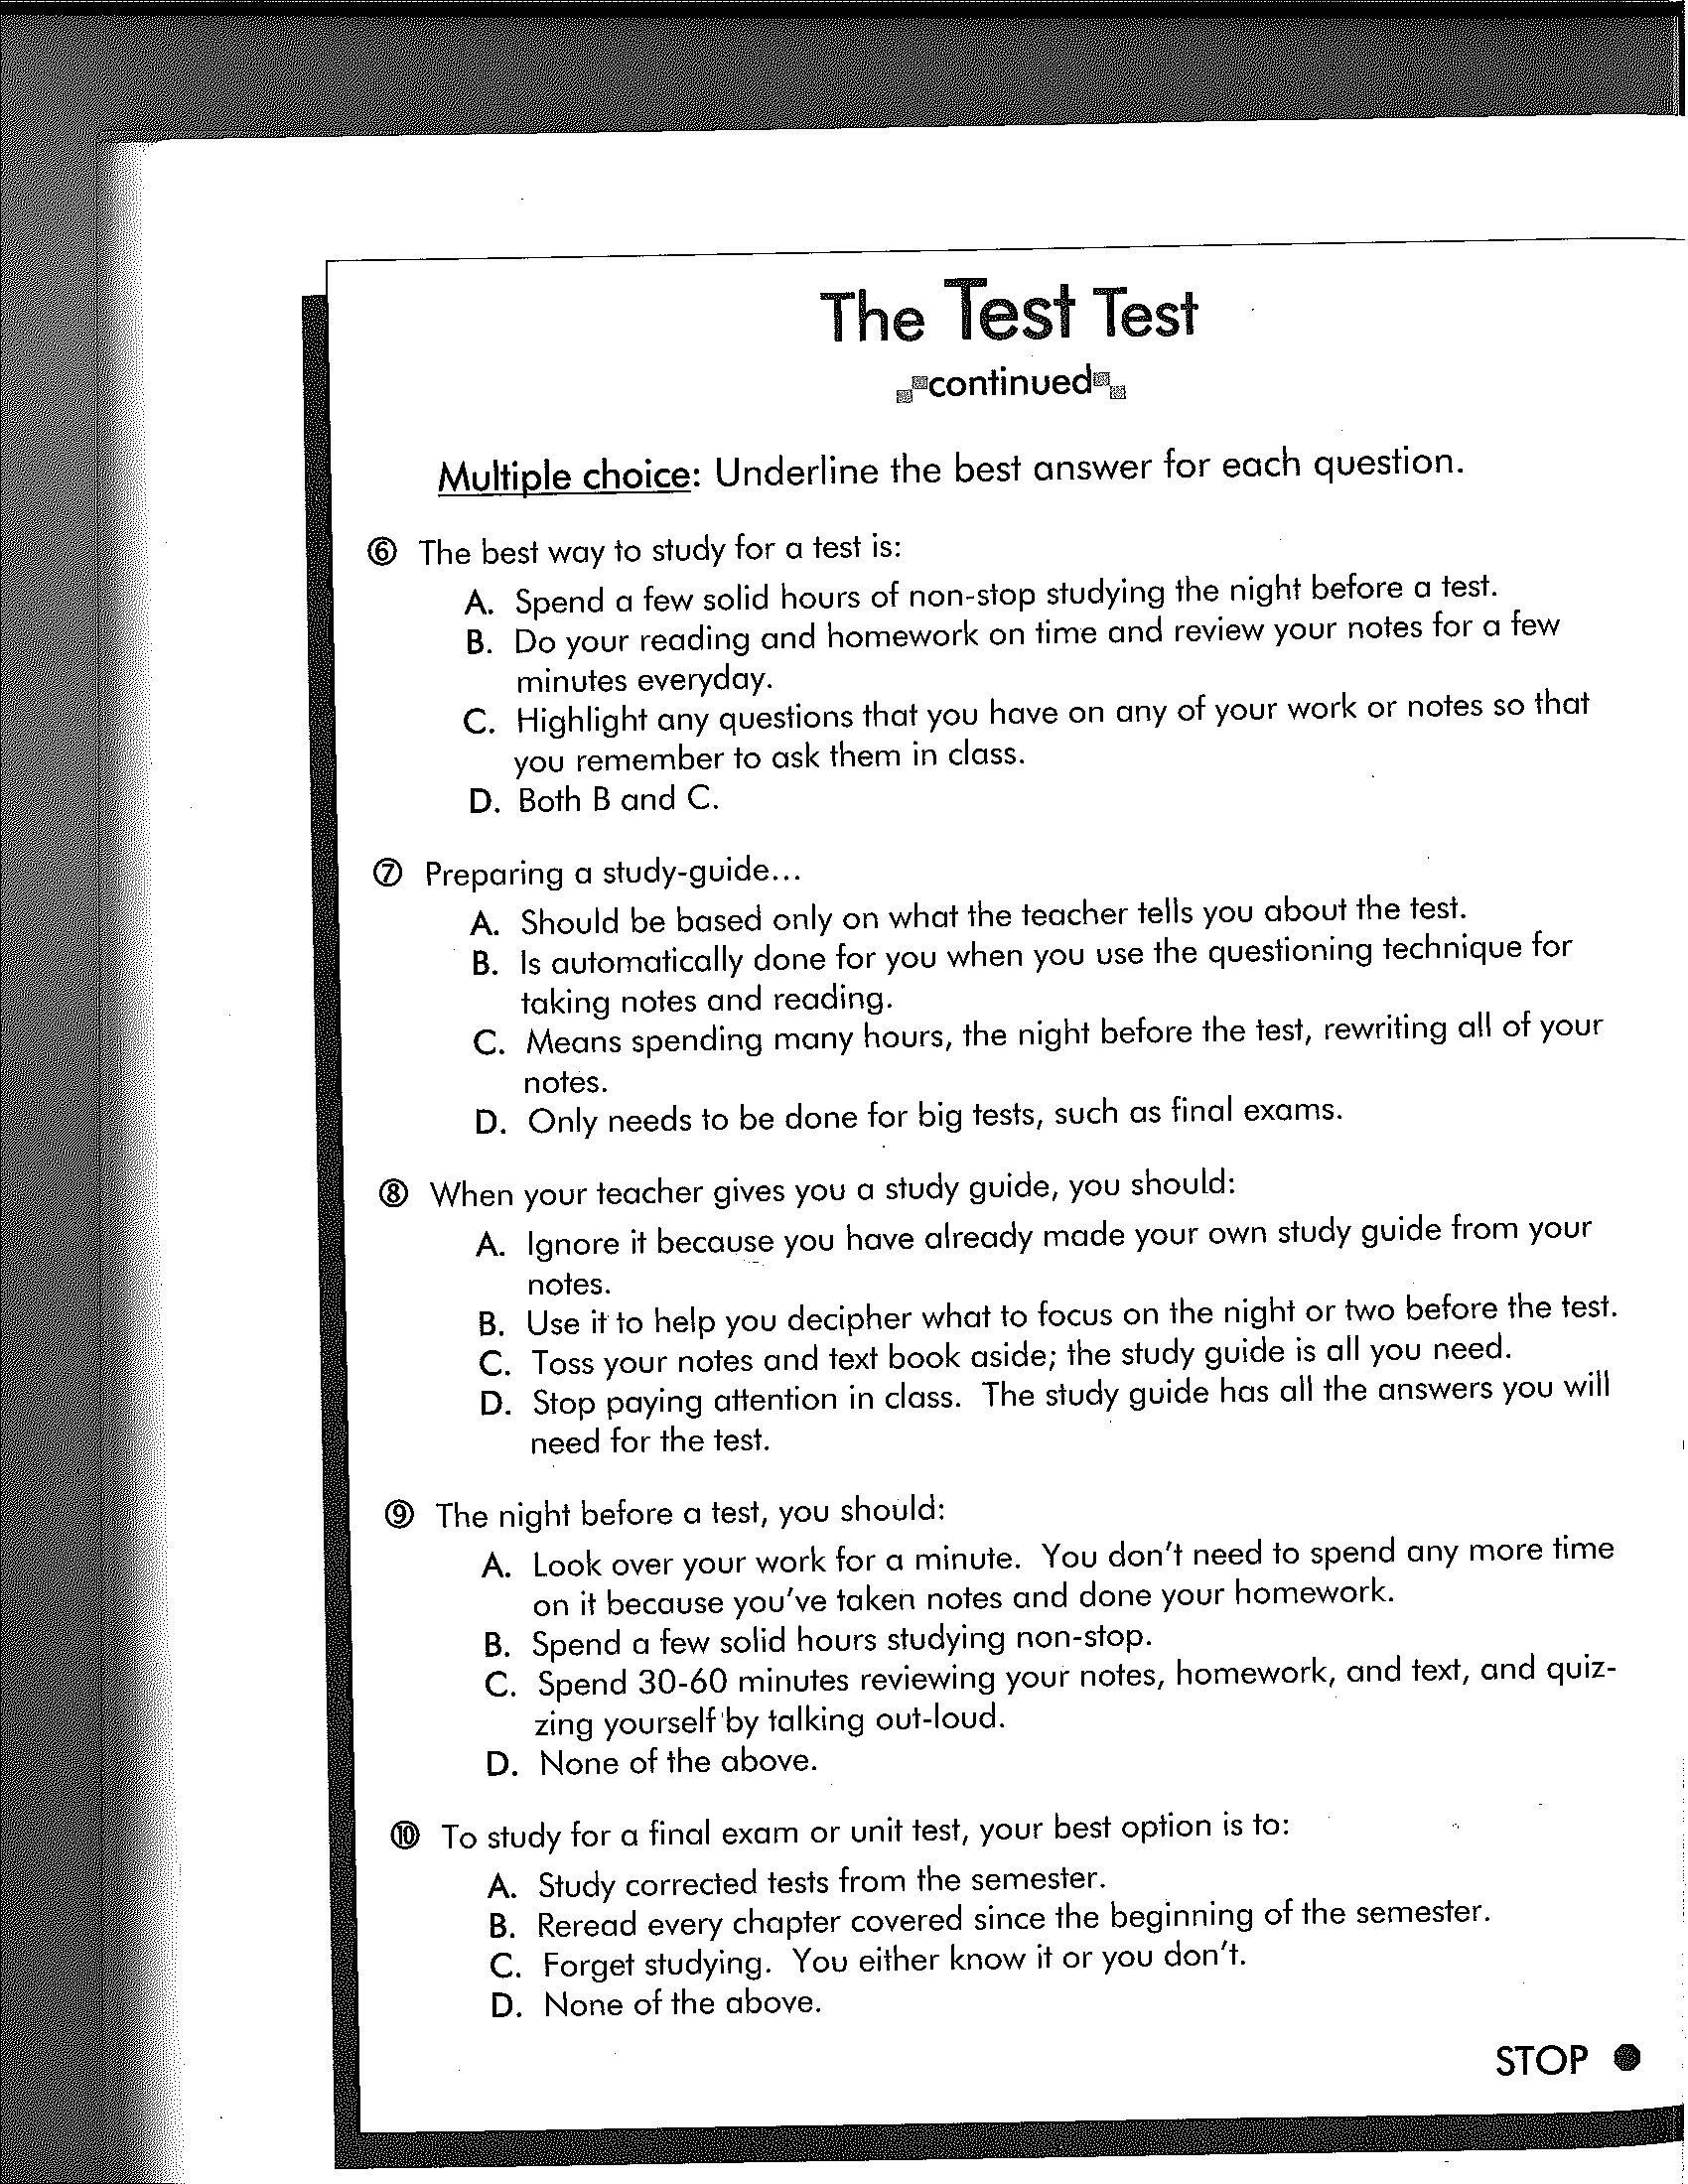 The Test Test
continued
Multiple choice: Underline the best answer for each question.
⑥ The best way to study for a test is:
A. Spend a few solid hours of non-stop studying the night before a test.
B. Do your reading and homework on time and review your notes for a few
minutes everyday.
C. Highlight any questions that you have on any of your work or notes so that
you remember to ask them in class.
D. Both B and C.
⑦ Preparing a study-guide...
A. Should be based only on what the teacher tells you about the test.
B. Is automatically done for you when you use the questioning technique for
taking notes and reading.
C. Means spending many hours, the night before the test, rewriting all of your
notes.
D. Only needs to be done for big tests, such as final exams.
⑧ When your teacher gives you a study guide, you should:
A. Ignore it because you have already made your own study guide from your
notes.
B. Use it to help you decipher what to focus on the night or two before the test.
C. Toss your notes and text book aside; the study guide is all you need.
D. Stop paying attention in class. The study guide has all the answers you will
need for the test.
⑨ The night before a test, you should:
A. Look over your work for a minute. You don't need to spend any more time
on it because you've taken notes and done your homework.
B. Spend a few solid hours studying non-stop.
C. Spend 30-60 minutes reviewing your notes, homework, and text, and quiz-
zing yourself by talking out-loud.
D. None of the above.
⑩ To study for a final exam or unit test, your best option is to:
A. Study corrected tests from the semester.
B. Reread every chapter covered since the beginning of the semester.
C. Forget studying. You either know it or you don't.
D. None of the above.
STOP